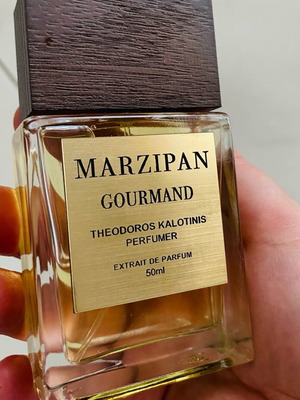 MARZIPAN
GOURMAND
THEODOROS KALOTINIS
PERFUMER
EXTRAIT DE PARFUM
50ml